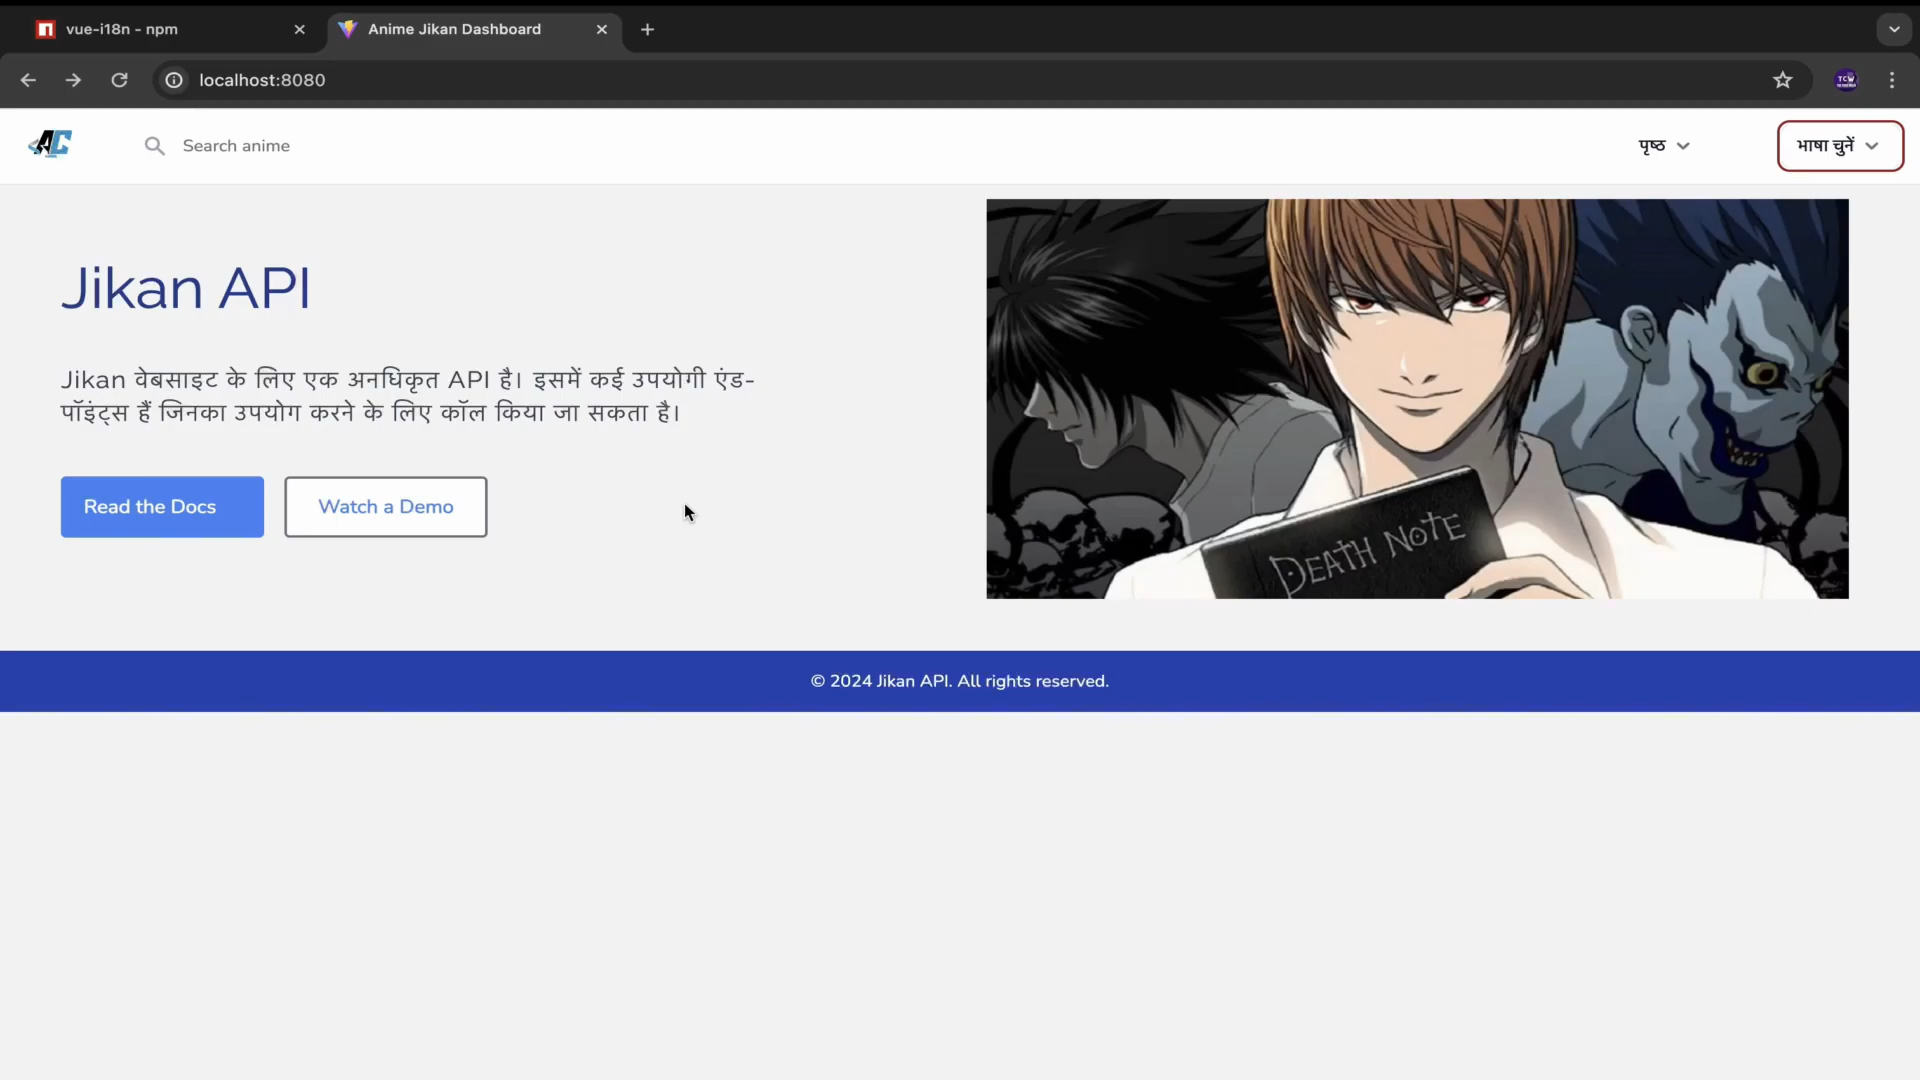 vue-i18n - npm
Anime Jikan Dashboard
localhost:8080
TCW
AC
Search anime
पृष्ठ
भाषा चुनें
Jikan API
Jikan वेबसाइट के लिए एक अनधिकृत API है। इसमें कई उपयोगी एंड-
पॉइंट्स हैं जिनका उपयोग करने के लिए कॉल किया जा सकता है।
Read the Docs
Watch a Demo
DEATH NOTE
© 2024 Jikan API. All rights reserved.